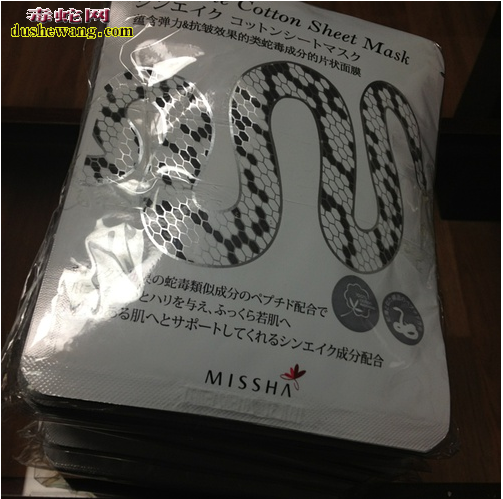 毒蛇网
dushewang.com
Cotton Sheet Mask
シンエイク コットンシートマスク
蕴含弹力&抗皱效果的类蛇毒成分的片状面膜
の蛇毒類似成分のペプチド配合で
とハリを与え、ふっくら若肌へ
る肌へとサポートしてくれるシンエイク成分配合
MISSHA